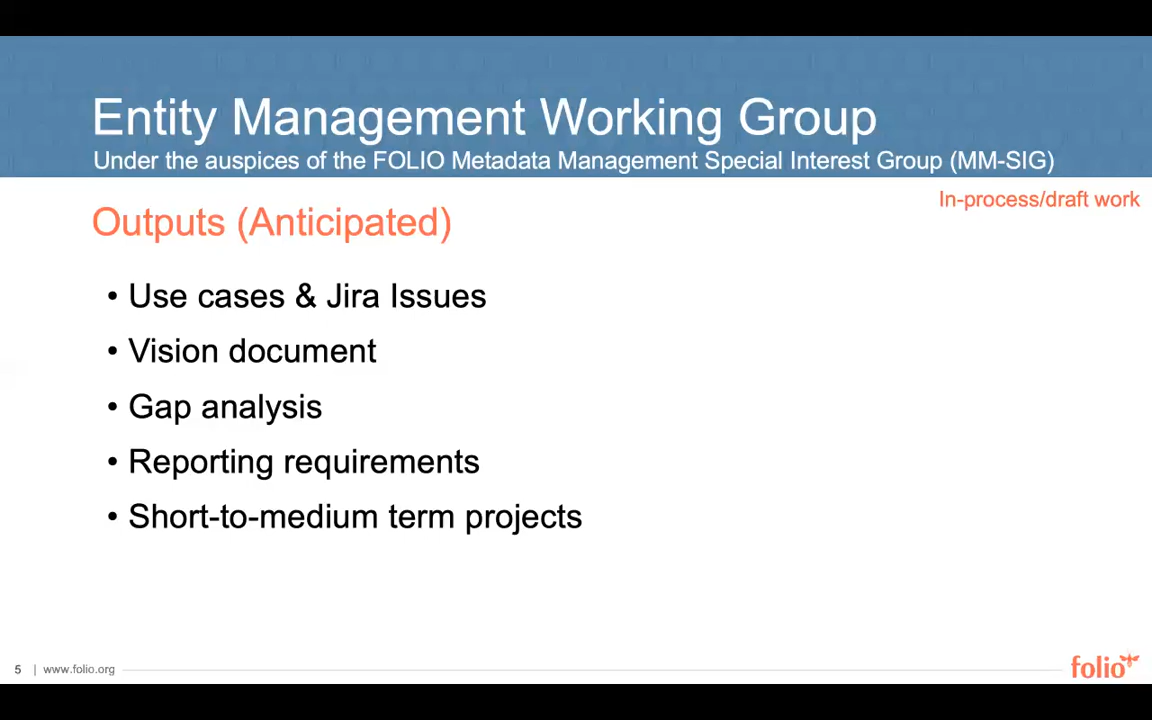 Entity Management Working Group
Under the auspices of the FOLIO Metadata Management Special Interest Group (MM-SIG)
In-process/draft work
Outputs (Anticipated)
• Use cases & Jira Issues
• Vision document
• Gap analysis
• Reporting requirements
• Short-to-medium term projects
5 | www.folio.org
folio